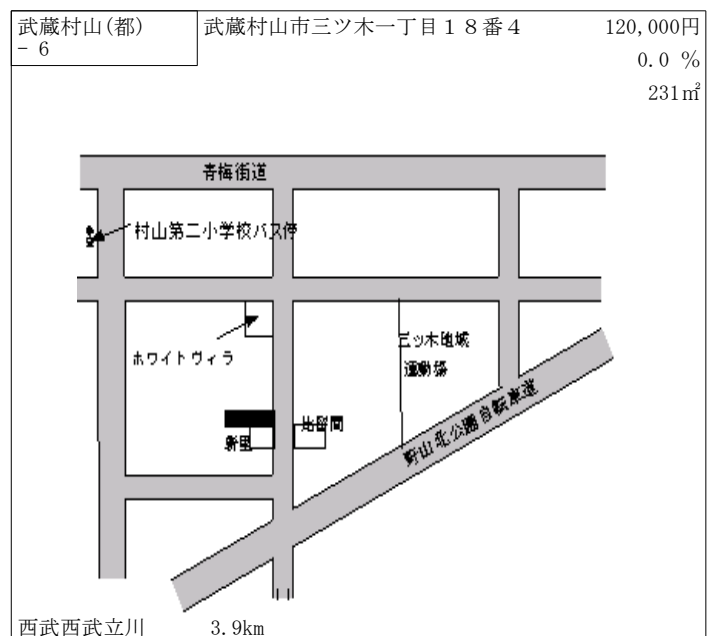 武蔵村山(都)
- 6
武蔵村山市三ツ木一丁目１８番４
120,000円
0.0 %
231㎡
青梅街道
村山第二小学校バス停
ホワイトヴィラ
三ッ木地域
運動場
新里
野山北公園自転車道
西武西武立川 3.9km